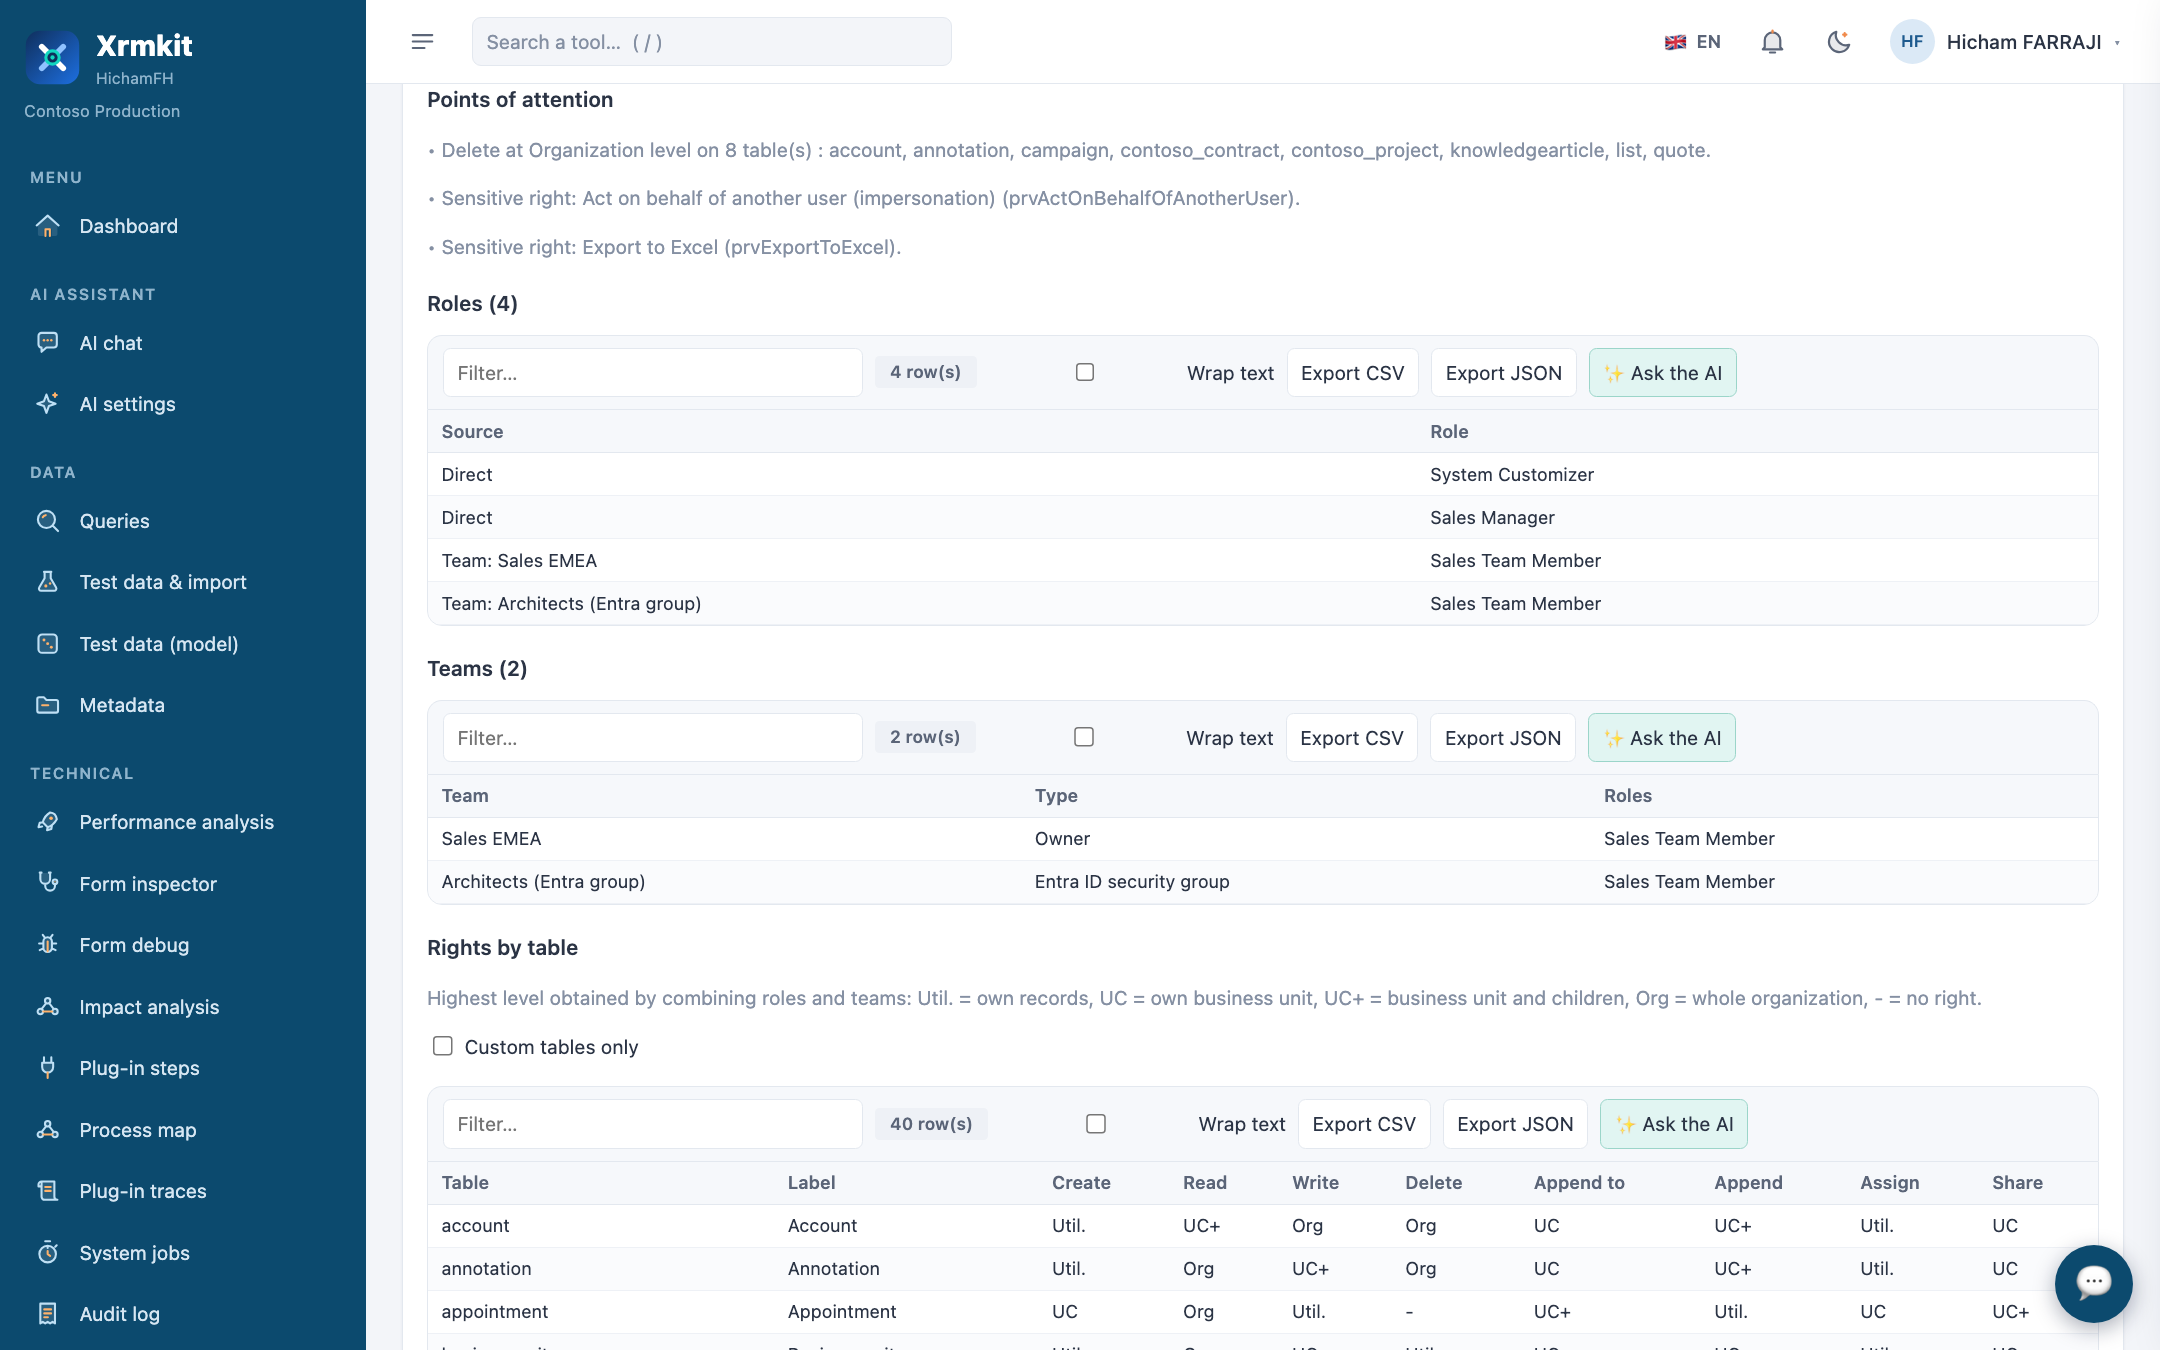 Xrmkit
HichamFH
Contoso Production
MENU
Dashboard
AI ASSISTANT
AI chat
AI settings
DATA
Queries
Test data & import
Test data (model)
Metadata
TECHNICAL
Performance analysis
Form inspector
Form debug
Impact analysis
Plug-in steps
Process map
Plug-in traces
System jobs
Audit log
Search a tool... ( / )
EN
HF Hicham FARRAJI
Points of attention
• Delete at Organization level on 8 table(s) : account, annotation, campaign, contoso_contract, contoso_project, knowledgearticle, list, quote.
• Sensitive right: Act on behalf of another user (impersonation) (prvActOnBehalfOfAnotherUser).
• Sensitive right: Export to Excel (prvExportToExcel).
Roles (4)
Filter... 4 row(s) Wrap text Export CSV Export JSON ✨ Ask the AI
Source Role
Direct System Customizer
Direct Sales Manager
Team: Sales EMEA Sales Team Member
Team: Architects (Entra group) Sales Team Member
Teams (2)
Filter... 2 row(s) Wrap text Export CSV Export JSON ✨ Ask the AI
Team Type Roles
Sales EMEA Owner Sales Team Member
Architects (Entra group) Entra ID security group Sales Team Member
Rights by table
Highest level obtained by combining roles and teams: Util. = own records, UC = own business unit, UC+ = business unit and children, Org = whole organization, - = no right.
Custom tables only
Filter... 40 row(s) Wrap text Export CSV Export JSON ✨ Ask the AI
Table Label Create Read Write Delete Append to Append Assign Share
account Account Util. UC+ Org Org UC UC+ Util. UC
annotation Annotation Util. Org UC+ Org UC UC+ Util. UC
appointment Appointment UC Org Util. - UC+ Util. UC UC+